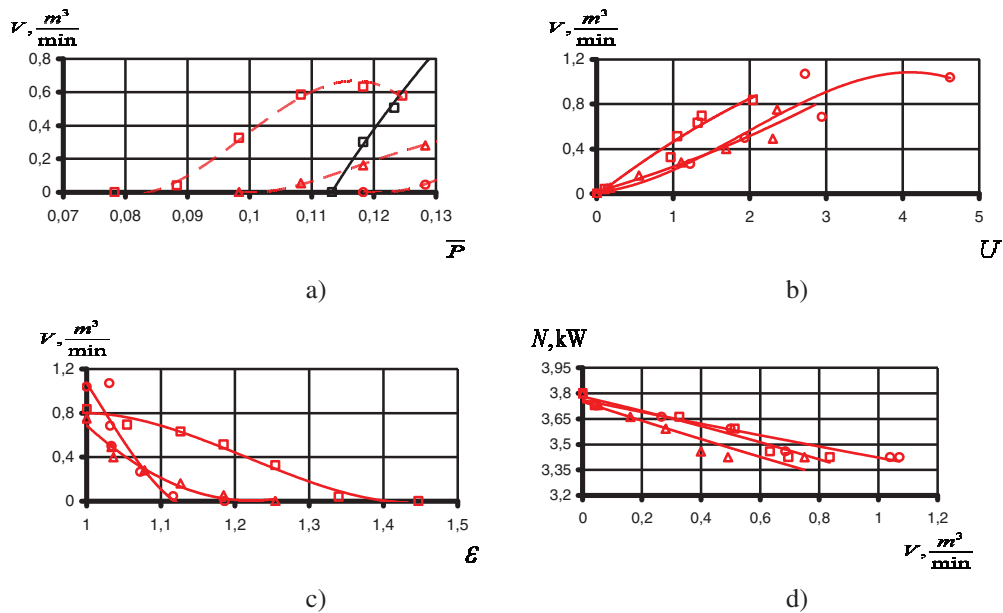 V, m³/min
0,8
0,6
0,4
0,2
0
0,07 0,08 0,09 0,1 0,11 0,12 0,13
P̅
a)
V, m³/min
1,2
0,8
0,4
0
0 1 2 3 4 5
U
b)
V, m³/min
1,2
0,8
0,4
0
1 1,1 1,2 1,3 1,4 1,5
ε
c)
N, kW
3,95
3,8
3,65
3,5
3,35
3,2
0 0,2 0,4 0,6 0,8 1 1,2
V, m³/min
d)